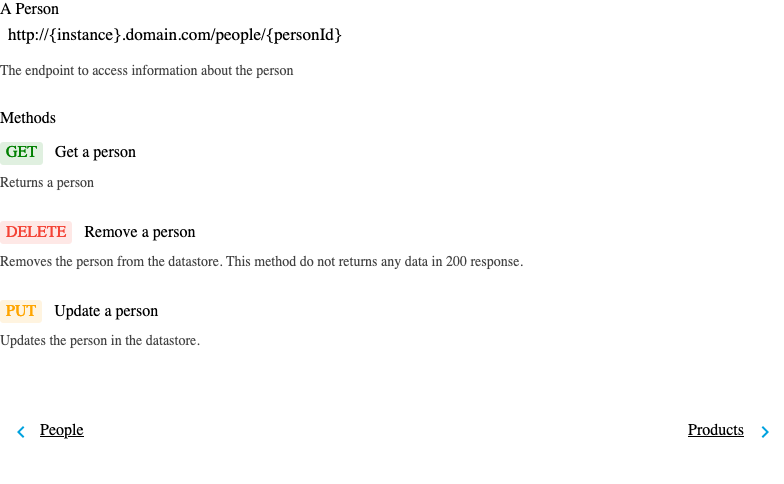 A Person
http://{instance}.domain.com/people/{personId}
The endpoint to access information about the person
Methods
GET Get a person
Returns a person
DELETE Remove a person
Removes the person from the datastore. This method do not returns any data in 200 response.
PUT Update a person
Updates the person in the datastore.
People Products